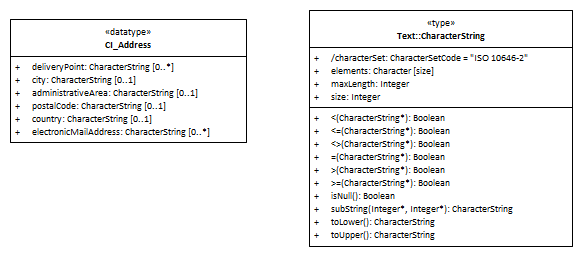 «datatype»
CI_Address
+ deliveryPoint: CharacterString [0..*]
+ city: CharacterString [0..1]
+ administrativeArea: CharacterString [0..1]
+ postalCode: CharacterString [0..1]
+ country: CharacterString [0..1]
+ electronicMailAddress: CharacterString [0..*]
«type»
Text::CharacterString
+ /characterSet: CharacterSetCode = "ISO 10646-2"
+ elements: Character [size]
+ maxLength: Integer
+ size: Integer
+ <(CharacterString*): Boolean
+ <=(CharacterString*): Boolean
+ <>(CharacterString*): Boolean
+ =(CharacterString*): Boolean
+ >(CharacterString*): Boolean
+ >=(CharacterString*): Boolean
+ isNull(): Boolean
+ subString(Integer*, Integer*): CharacterString
+ toLower(): CharacterString
+ toUpper(): CharacterString